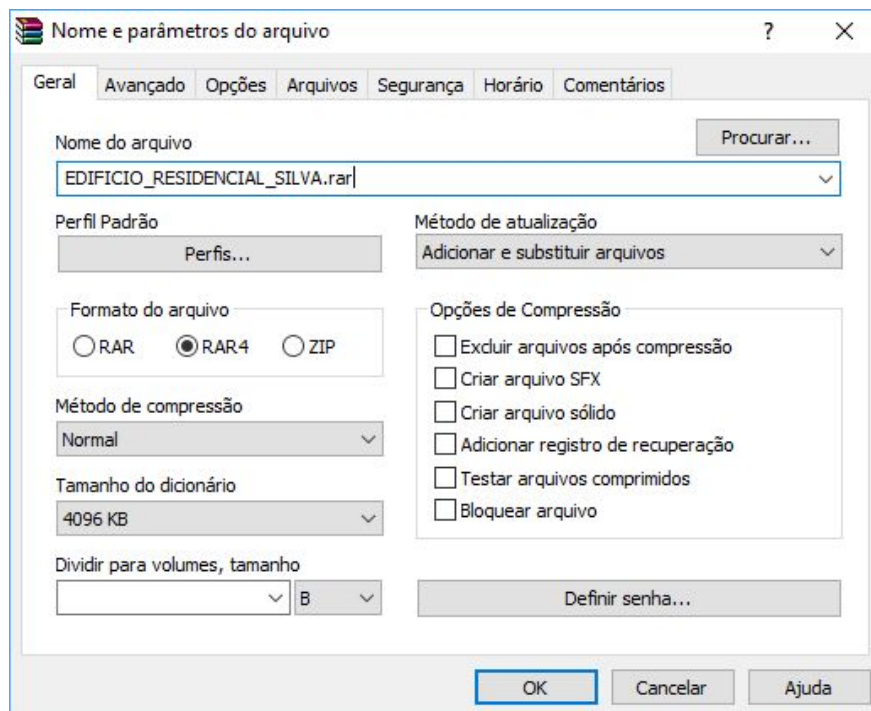 Nome e parâmetros do arquivo
Geral Avançado Opções Arquivos Segurança Horário Comentários
Nome do arquivo
Procurar...
EDIFICIO_RESIDENCIAL_SILVA.rar
Perfil Padrão
Perfis...
Método de atualização
Adicionar e substituir arquivos
Formato do arquivo
RAR RAR4 ZIP
Método de compressão
Normal
Tamanho do dicionário
4096 KB
Dividir para volumes, tamanho
B
Opções de Compressão
Excluir arquivos após compressão
Criar arquivo SFX
Criar arquivo sólido
Adicionar registro de recuperação
Testar arquivos comprimidos
Bloquear arquivo
Definir senha...
OK Cancelar Ajuda